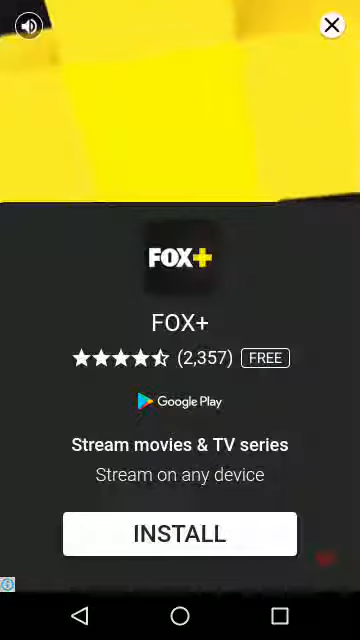 FOX+
FOX+
(2,357) FREE
Google Play
Stream movies & TV series
Stream on any device
INSTALL